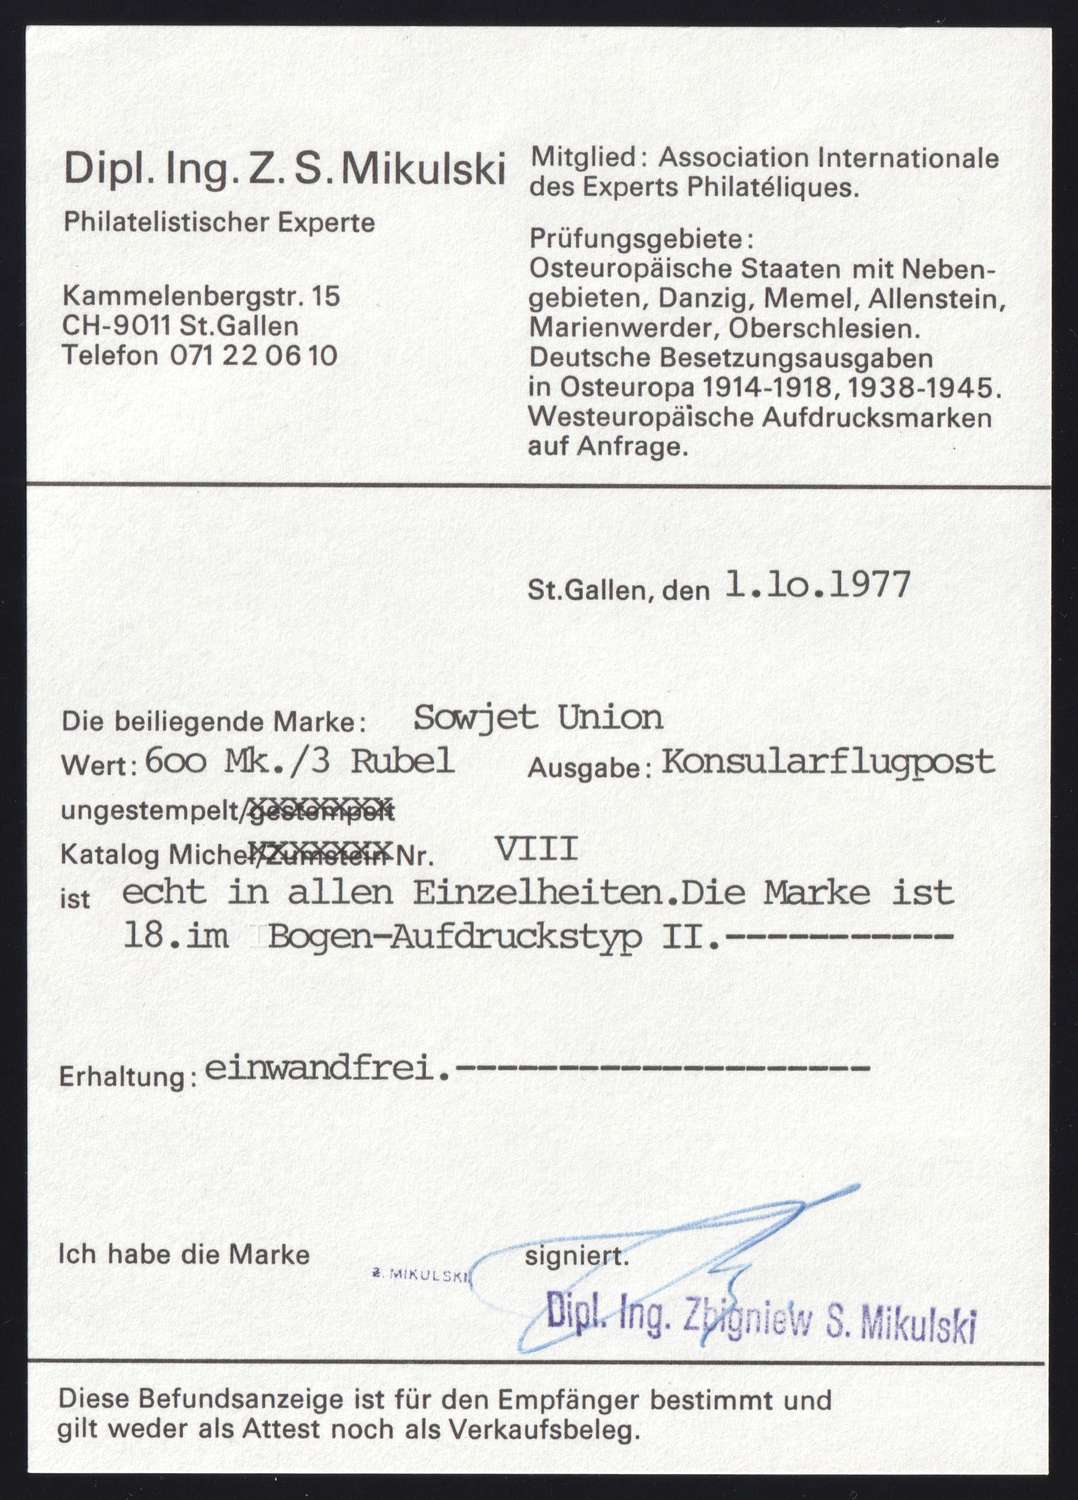 Dipl. Ing. Z. S. Mikulski
Philatelistischer Experte
Kammelenbergstr. 15
CH-9011 St.Gallen
Telefon 071 22 06 10
Mitglied: Association Internationale
des Experts Philatéliques.
Prüfungsgebiete:
Osteuropäische Staaten mit Neben-
gebieten, Danzig, Memel, Allenstein,
Marienwerder, Oberschlesien.
Deutsche Besetzungsausgaben
in Osteuropa 1914-1918, 1938-1945.
Westeuropäische Aufdrucksmarken
auf Anfrage.
St.Gallen, den 1.1o.1977
Die beiliegende Marke: Sowjet Union
Wert: 6oo Mk./3 Rubel Ausgabe: Konsularflugpost
ungestempelt/gestempelt
Katalog Michel/Zumstein Nr. VIII
ist echt in allen Einzelheiten.Die Marke ist
18.im Bogen-Aufdruckstyp II.-----------
Erhaltung: einwandfrei.--------------------
Ich habe die Marke Z. MIKULSKI signiert.
Dipl. Ing. Zbigniew S. Mikulski
Diese Befundsanzeige ist für den Empfänger bestimmt und
gilt weder als Attest noch als Verkaufsbeleg.